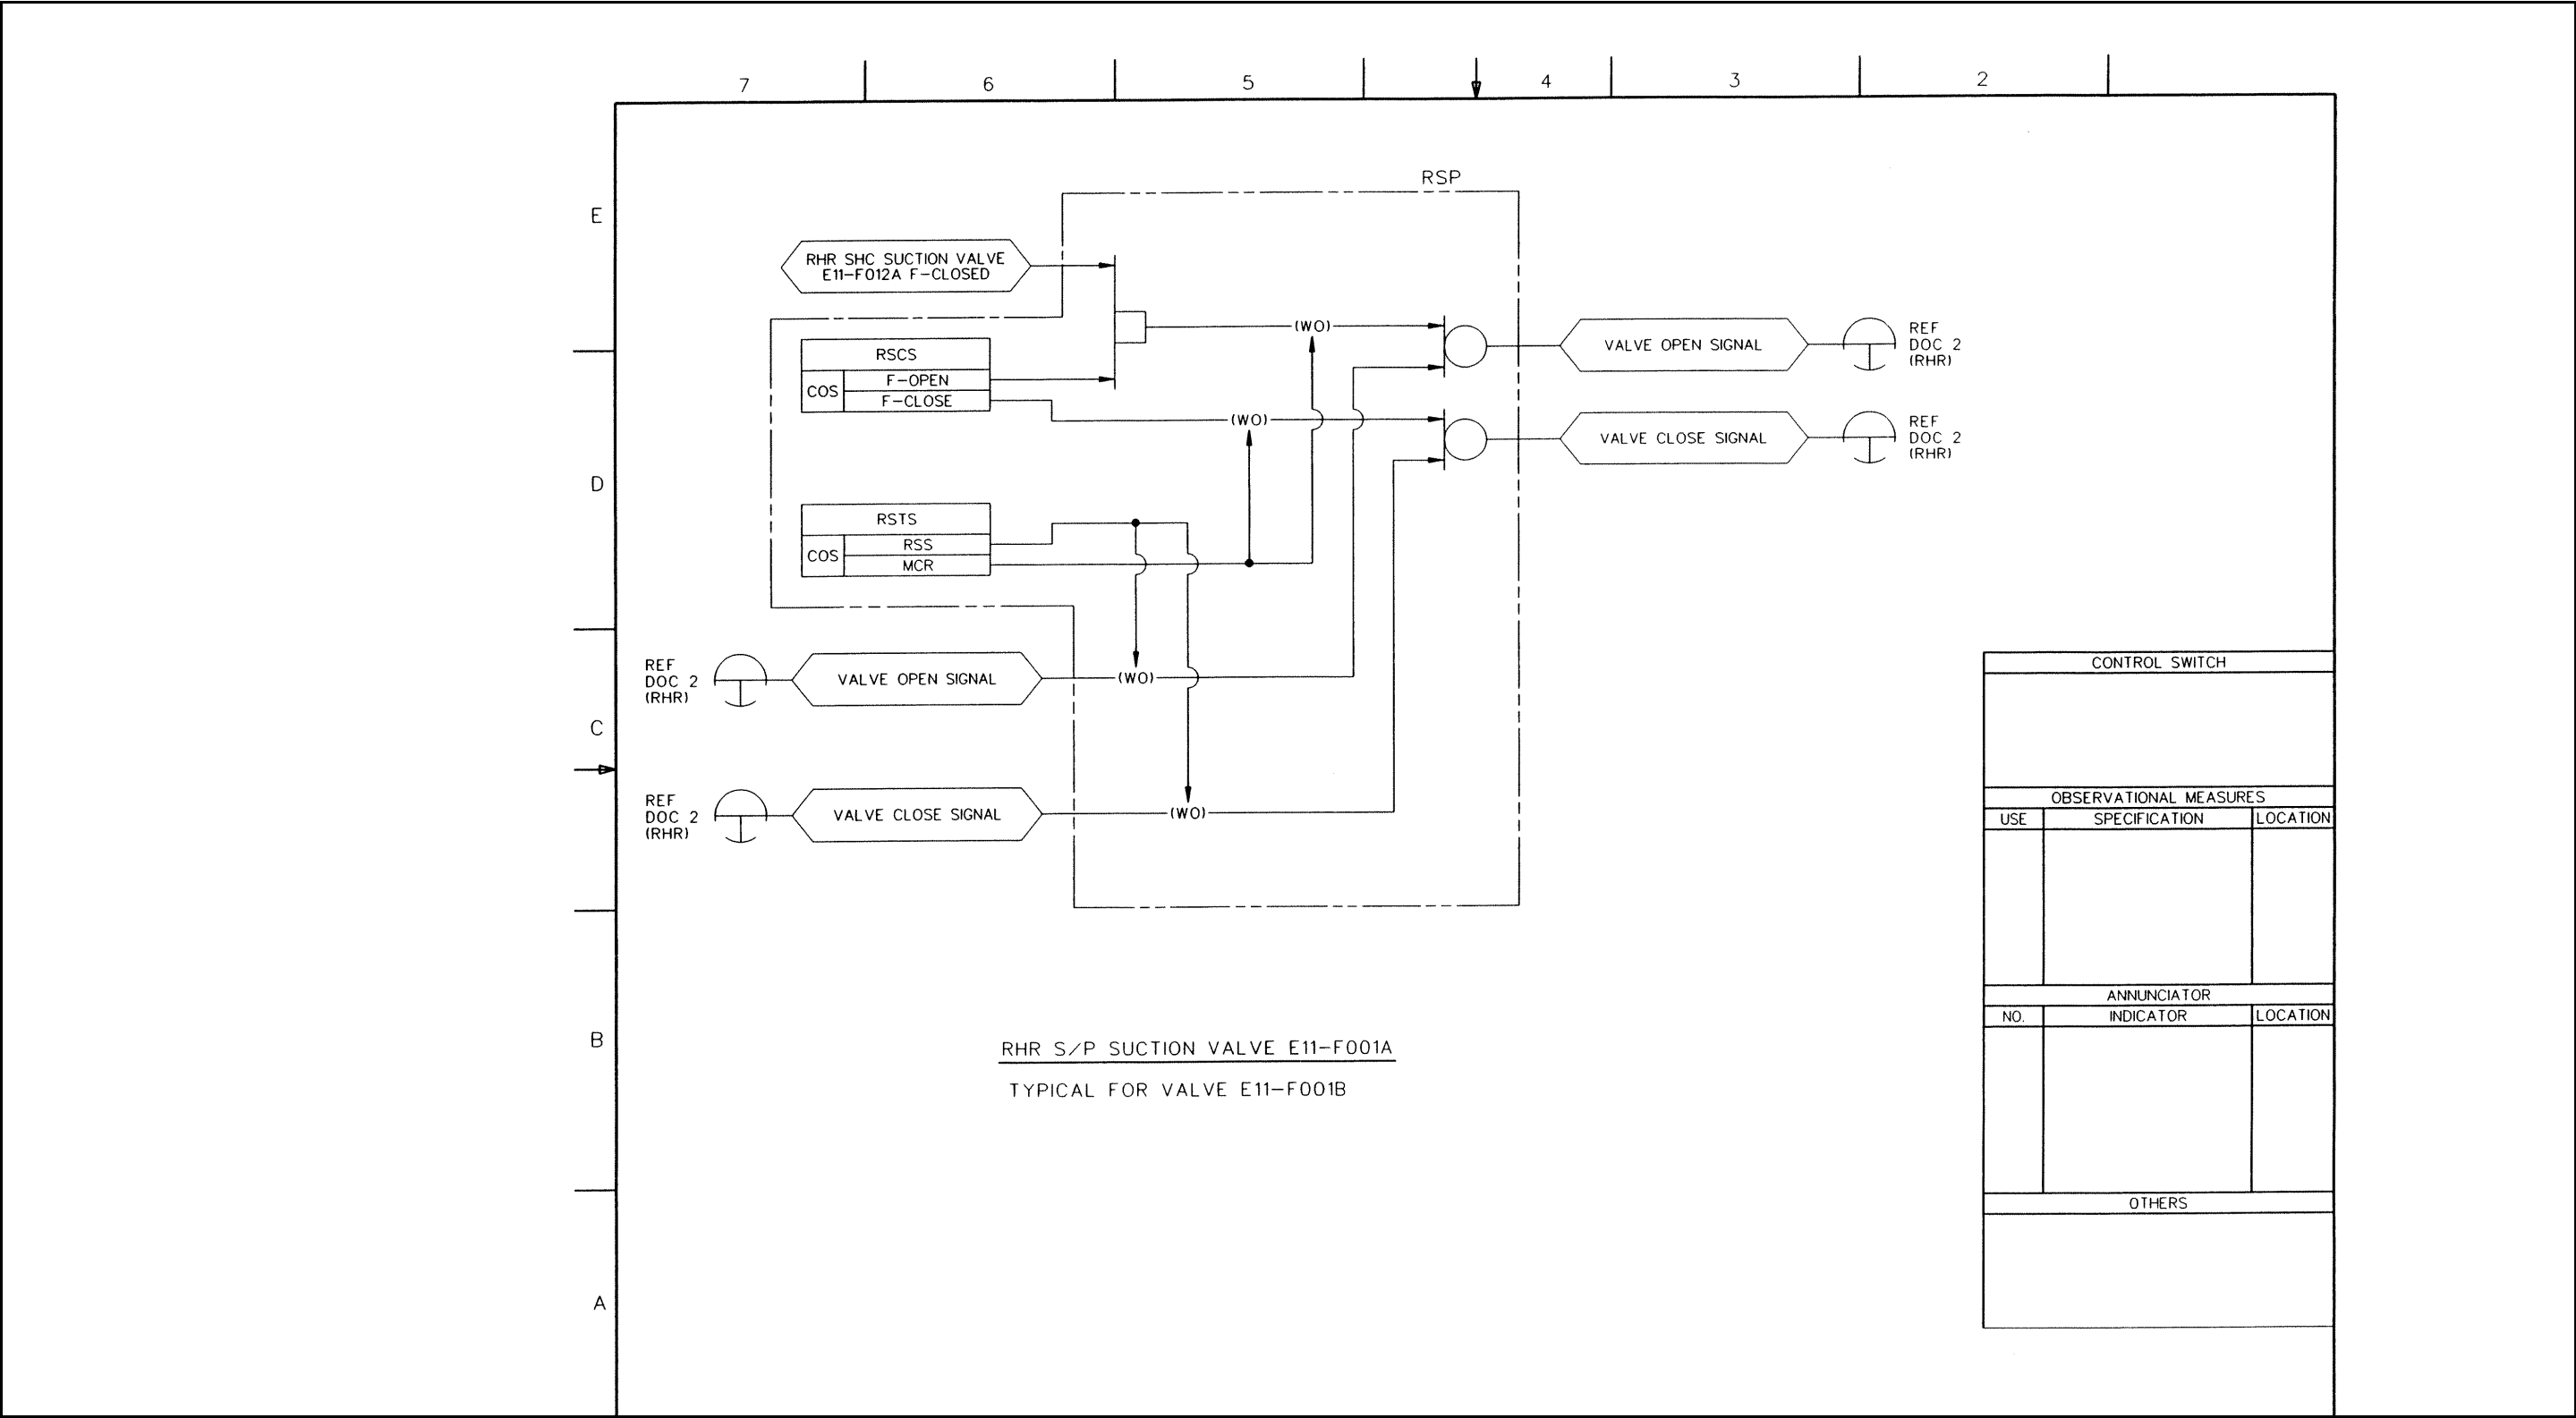 7 6 5 4 3 2
RSP
E
RHR SHC SUCTION VALVE
E11-F012A F-CLOSED
(WO)
VALVE OPEN SIGNAL
REF
DOC 2
(RHR)
RSCS
COS
F-OPEN
F-CLOSE
(WO)
VALVE CLOSE SIGNAL
REF
DOC 2
(RHR)
D
RSTS
COS
RSS
MCR
REF
DOC 2
(RHR)
VALVE OPEN SIGNAL
(WO)
C
REF
DOC 2
(RHR)
VALVE CLOSE SIGNAL
(WO)
CONTROL SWITCH
OBSERVATIONAL MEASURES
USE SPECIFICATION LOCATION
ANNUNCIATOR
NO. INDICATOR LOCATION
OTHERS
B
RHR S/P SUCTION VALVE E11-F001A
TYPICAL FOR VALVE E11-F001B
A